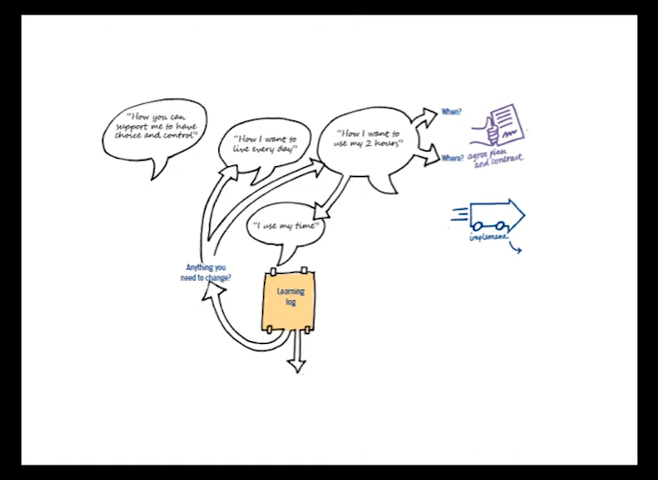 "How you can
support me to have
choice and control"
"How I want to
live every day"
"How I want to
use my 2 hours"
When?
Where?
agree plan
and contract
"I use my time"
implement
Anything you
need to change?
Learning
log